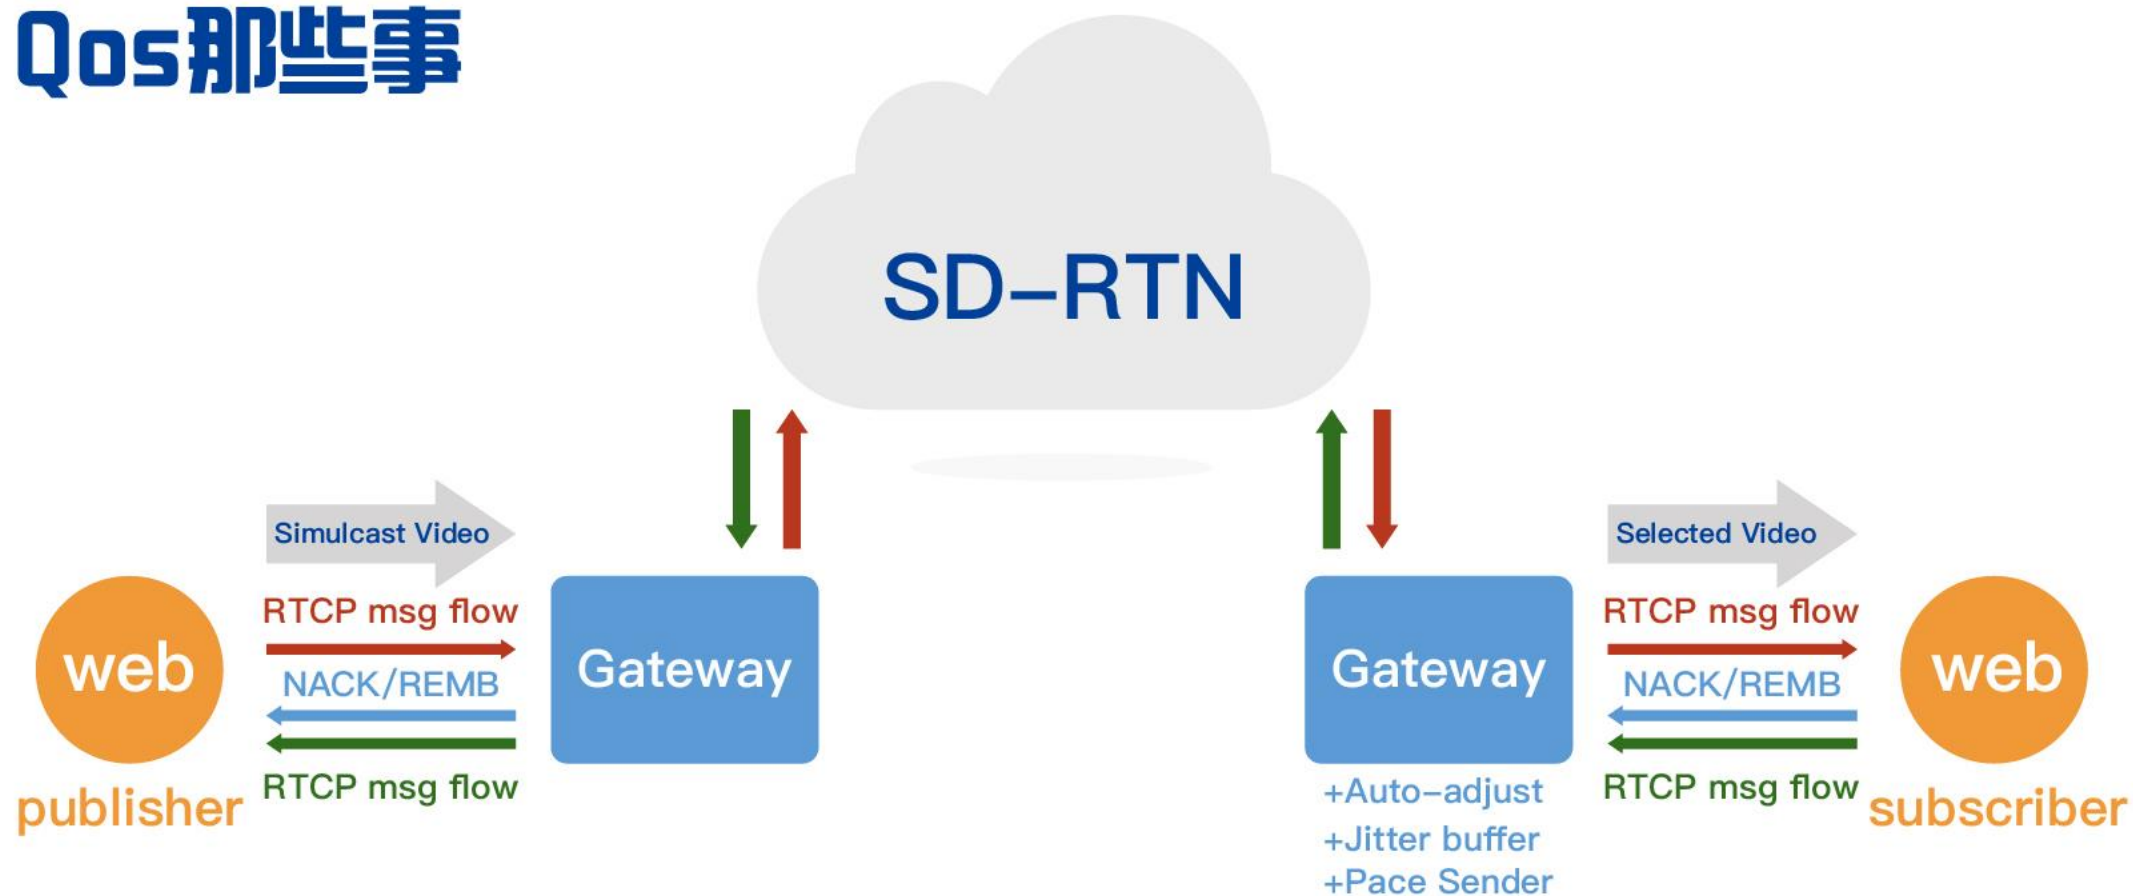 Qos那些事
SD-RTN
Simulcast Video
RTCP msg flow
NACK/REMB
RTCP msg flow
web
publisher
Gateway
Gateway
+Auto-adjust
+Jitter buffer
+Pace Sender
Selected Video
RTCP msg flow
NACK/REMB
RTCP msg flow
web
subscriber